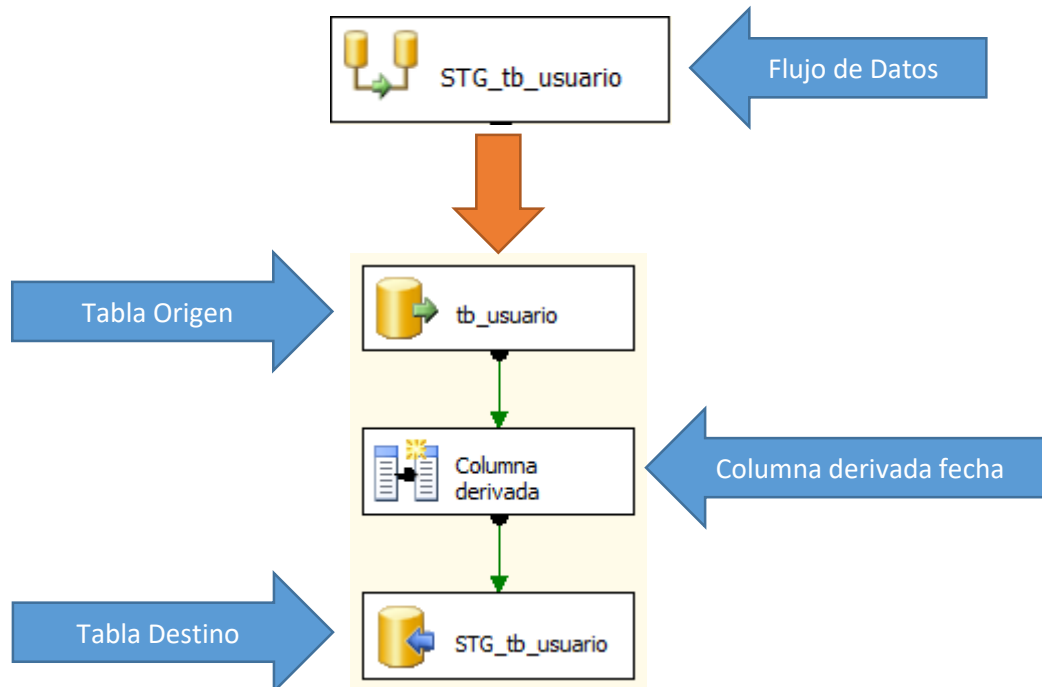 STG_tb_usuario
Flujo de Datos
Tabla Origen
tb_usuario
Columna
derivada
Columna derivada fecha
Tabla Destino
STG_tb_usuario